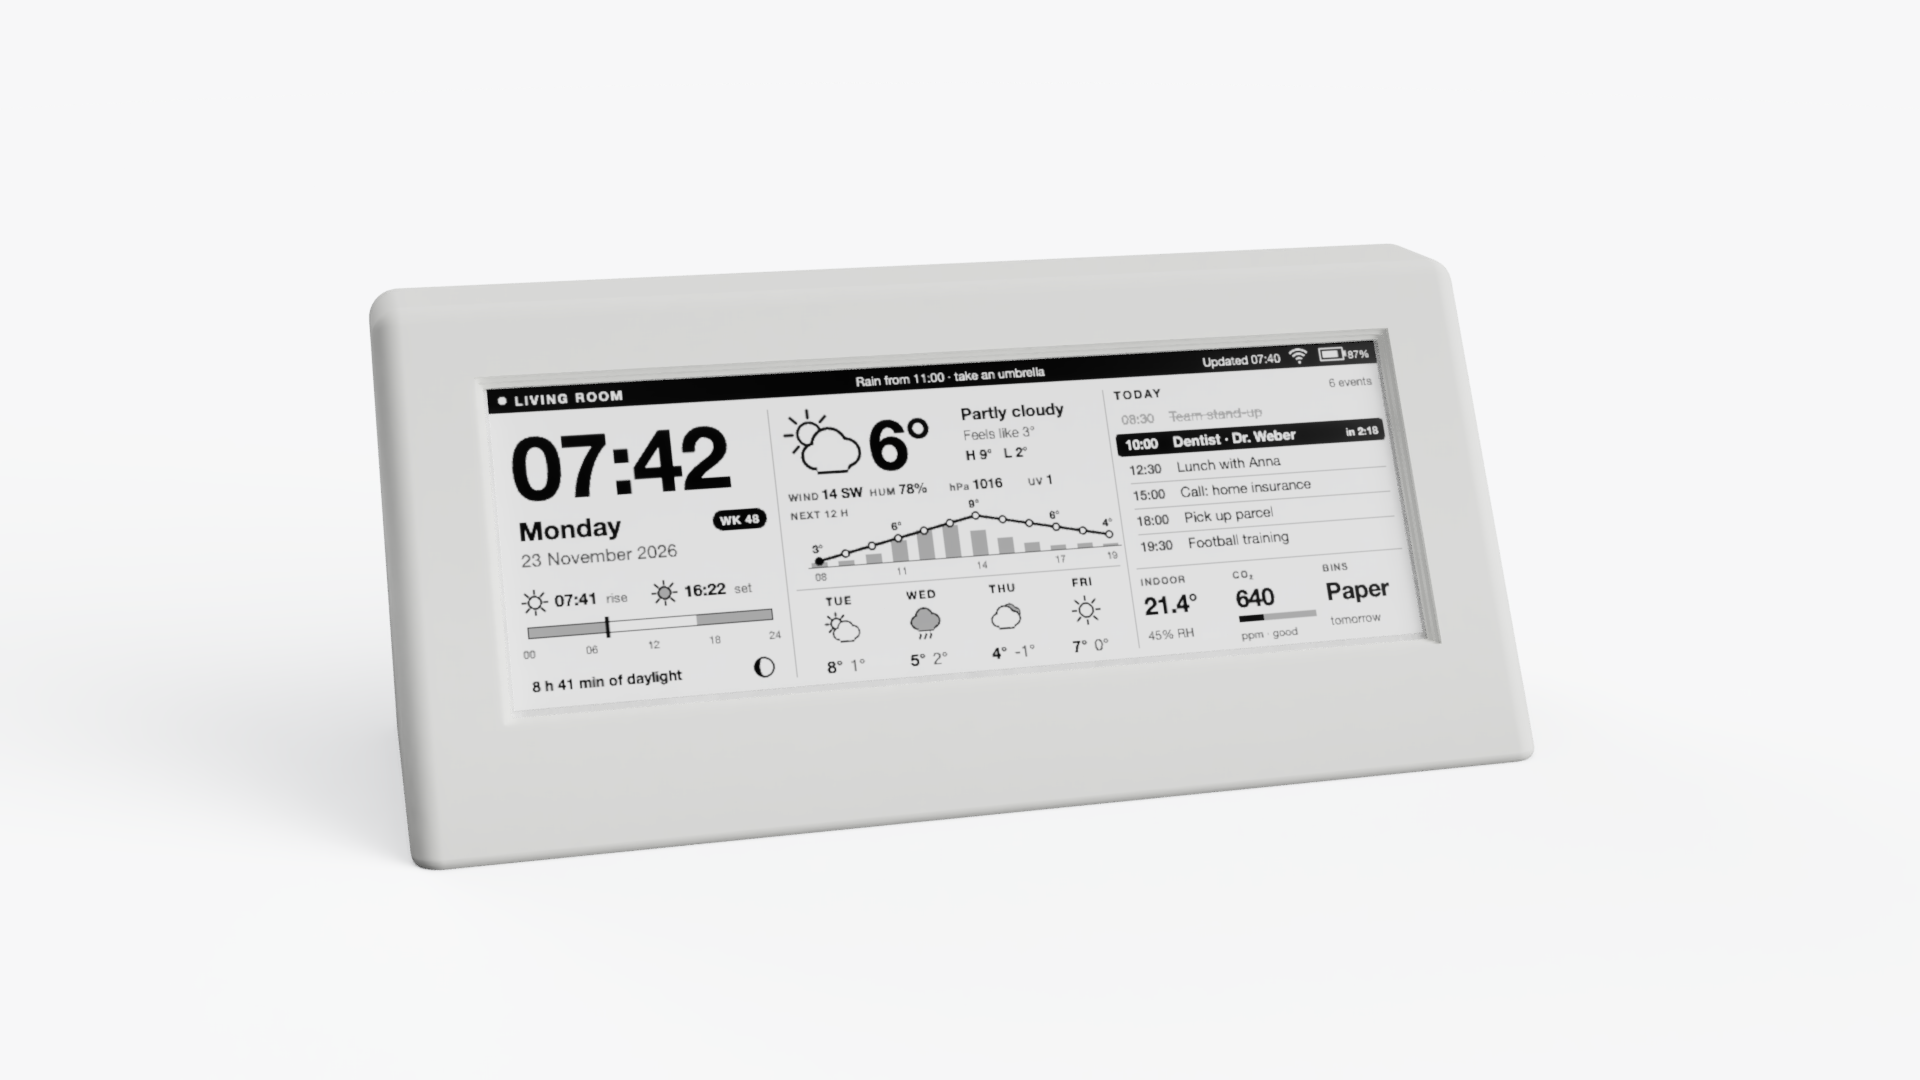 LIVING ROOM
Rain from 11:00 · take an umbrella
Updated 07:40
87%
07:42
Monday
WK 48
23 November 2026
07:41 rise
16:22 set
00 06 12 18 24
8 h 41 min of daylight
6°
Partly cloudy
Feels like 3°
H 9° L 2°
WIND 14 SW HUM 78% hPa 1016 UV 1
NEXT 12 H
3° 6° 9° 6° 4°
08 11 14 17 19
TUE WED THU FRI
8° 1° 5° 2° 4° -1° 7° 0°
TODAY
6 events
08:30 Team stand-up
10:00 Dentist · Dr. Weber in 2:18
12:30 Lunch with Anna
15:00 Call: home insurance
18:00 Pick up parcel
19:30 Football training
INDOOR
21.4°
45% RH
CO₂
640
ppm · good
BINS
Paper
tomorrow